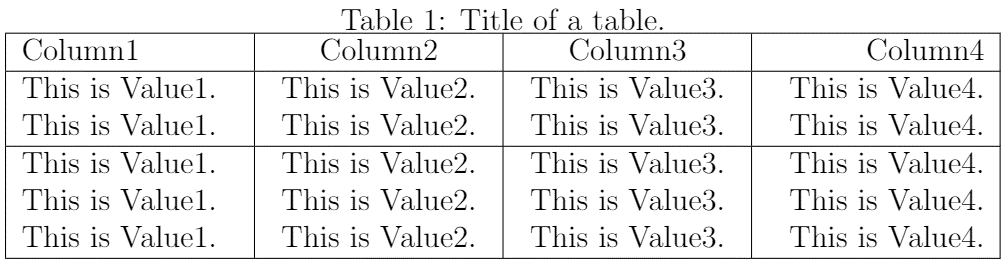 Table 1: Title of a table.
Column1 Column2 Column3 Column4
This is Value1. This is Value2. This is Value3. This is Value4.
This is Value1. This is Value2. This is Value3. This is Value4.
This is Value1. This is Value2. This is Value3. This is Value4.
This is Value1. This is Value2. This is Value3. This is Value4.
This is Value1. This is Value2. This is Value3. This is Value4.